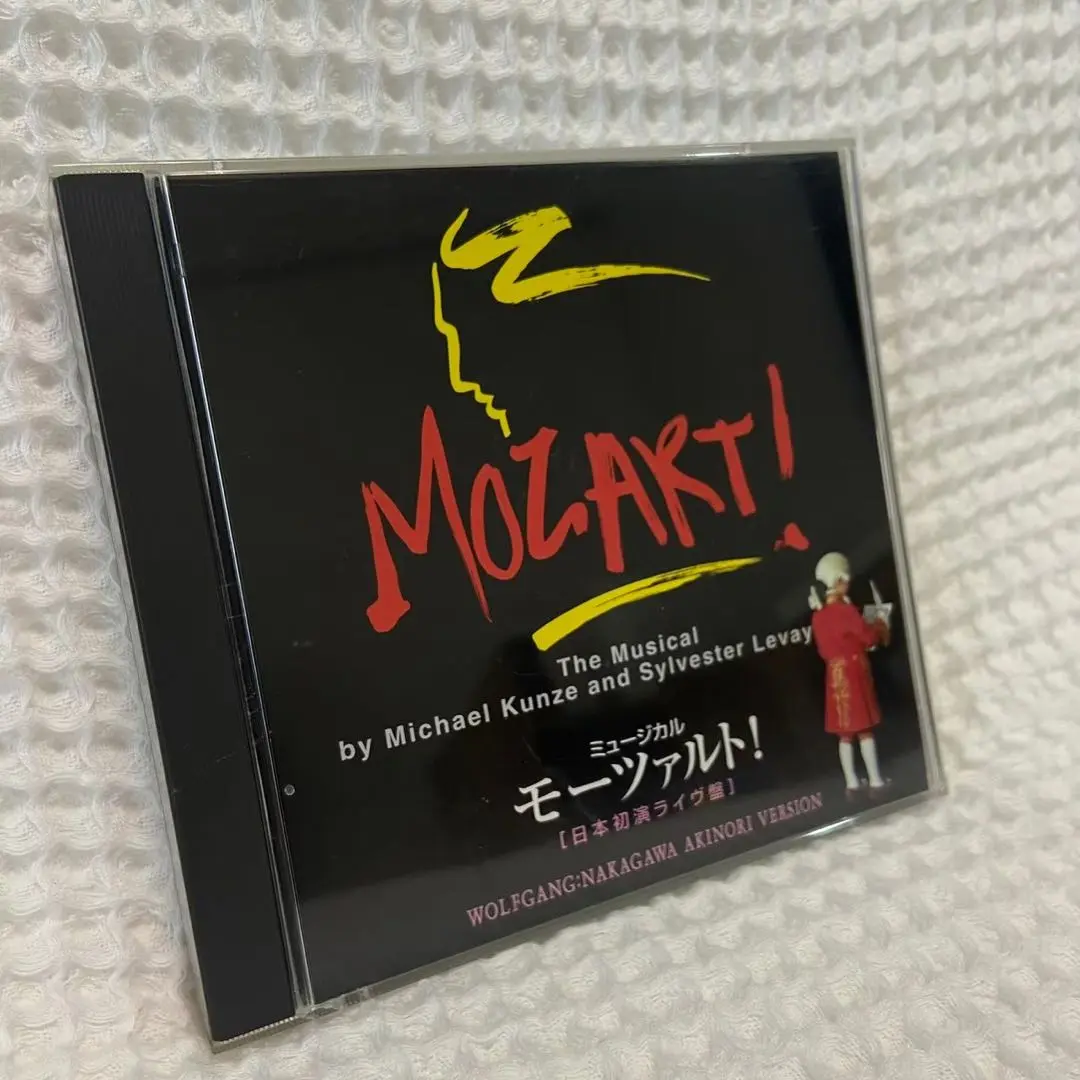 MOZART!
The Musical
by Michael Kunze and Sylvester Levay
ミュージカル
モーツァルト!
[日本初演ライヴ盤]
WOLFGANG:NAKAGAWA AKINORI VERSION